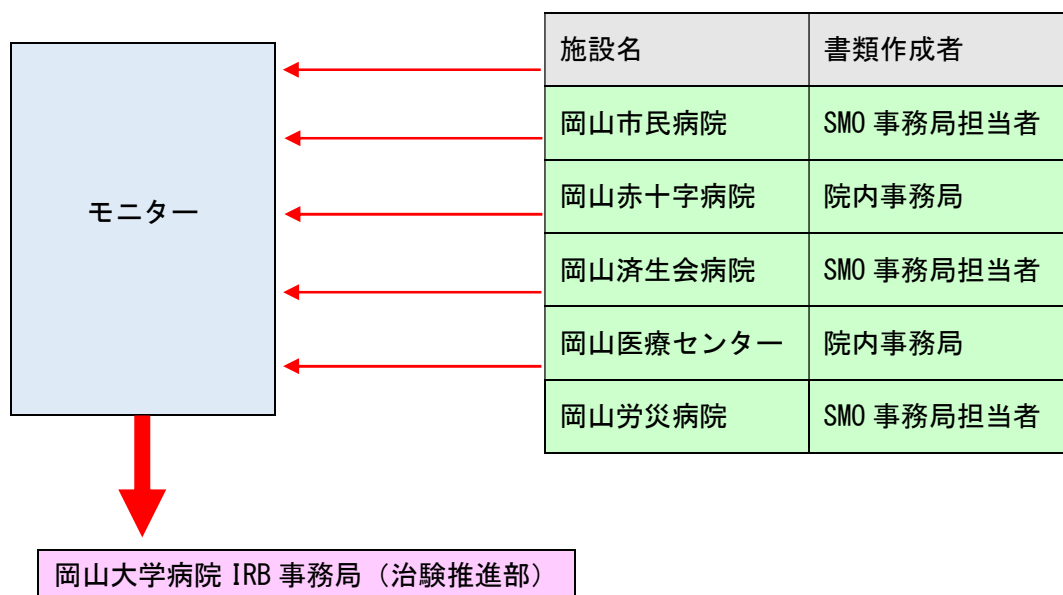 モニター
施設名 書類作成者
岡山市民病院 SMO 事務局担当者
岡山赤十字病院 院内事務局
岡山済生会病院 SMO 事務局担当者
岡山医療センター 院内事務局
岡山労災病院 SMO 事務局担当者
岡山大学病院 IRB 事務局（治験推進部）